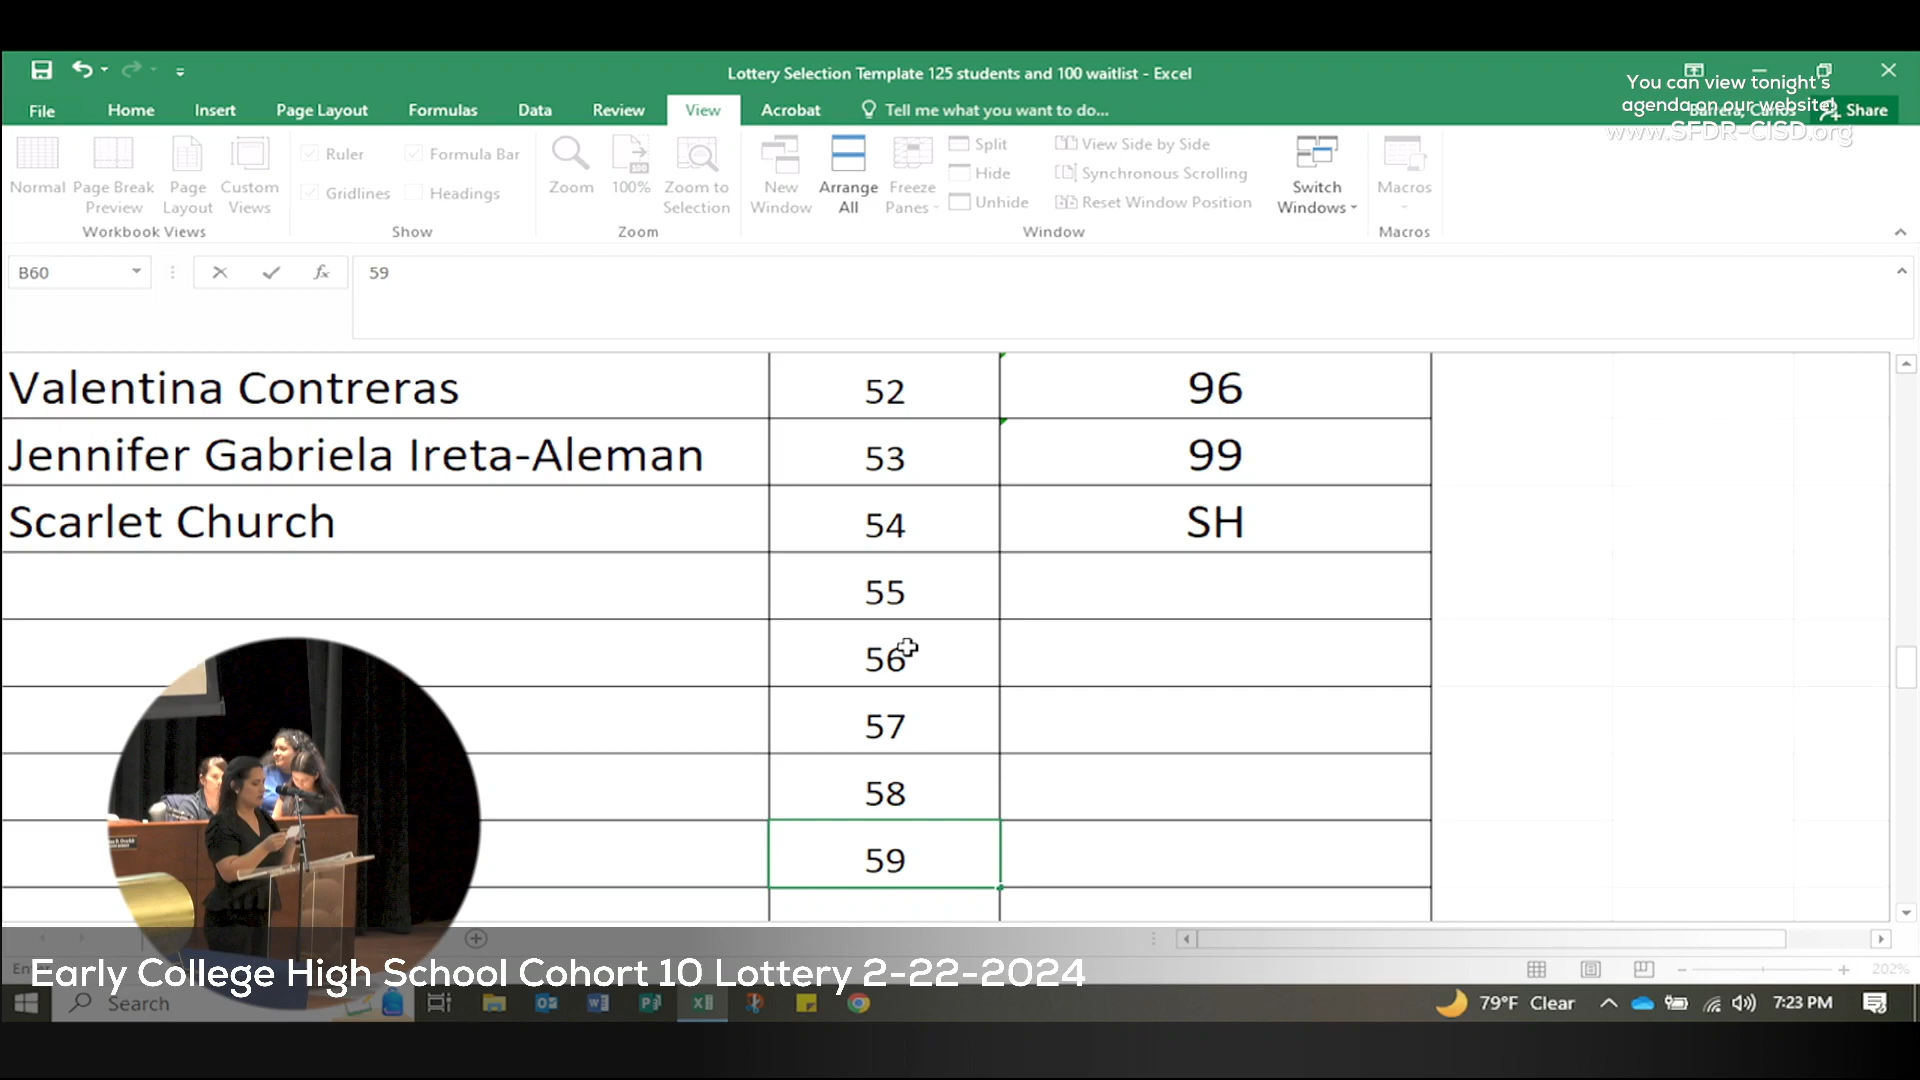 Lottery Selection Template 125 students and 100 waitlist - Excel
You can view tonight's
agenda on our website!
www.SFDR-CISD.org
File Home Insert Page Layout Formulas Data Review View Acrobat Tell me what you want to do... Barrera, Carlos Share
Normal Page Break Preview Page Layout Custom Views
Workbook Views
Ruler Formula Bar
Gridlines Headings
Show
Zoom 100% Zoom to Selection
Zoom
New Window Arrange All Freeze Panes
Split
Hide
Unhide
View Side by Side
Synchronous Scrolling
Reset Window Position
Switch Windows
Window
Macros
Macros
B60 fx 59
Valentina Contreras 52 96
Jennifer Gabriela Ireta-Aleman 53 99
Scarlet Church 54 SH
55
56
57
58
59
202%
Early College High School Cohort 10 Lottery 2-22-2024
Search 79°F Clear 7:23 PM